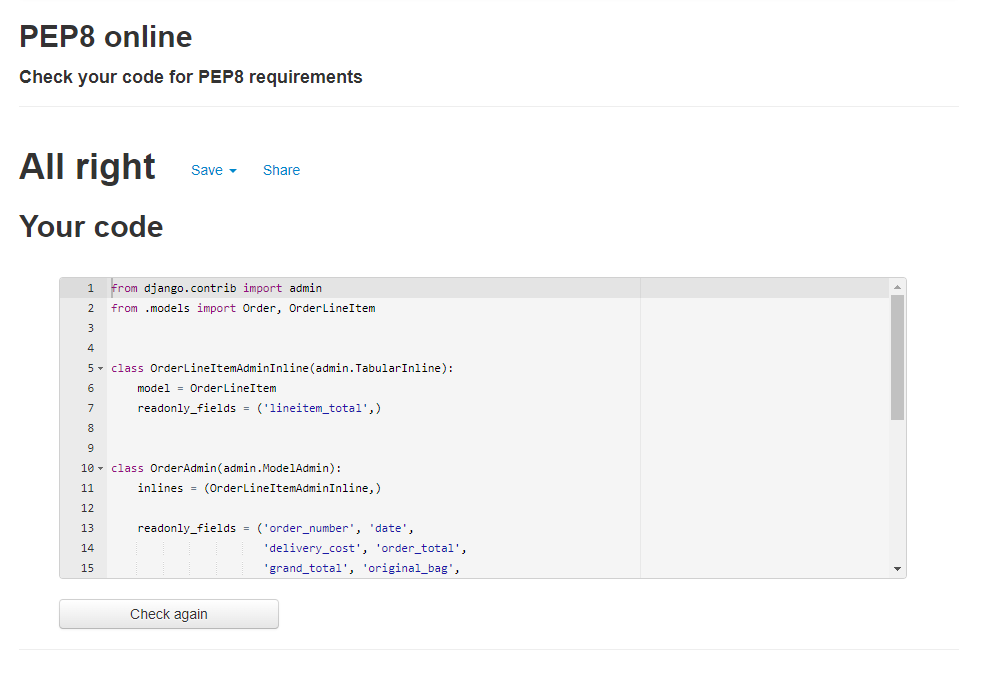 PEP8 online
Check your code for PEP8 requirements
All right Save Share
Your code
1 from django.contrib import admin
2 from .models import Order, OrderLineItem
3
4
5 class OrderLineItemAdminInline(admin.TabularInline):
6     model = OrderLineItem
7     readonly_fields = ('lineitem_total',)
8
9
10 class OrderAdmin(admin.ModelAdmin):
11     inlines = (OrderLineItemAdminInline,)
12
13     readonly_fields = ('order_number', 'date',
14                        'delivery_cost', 'order_total',
15                        'grand_total', 'original_bag',
Check again